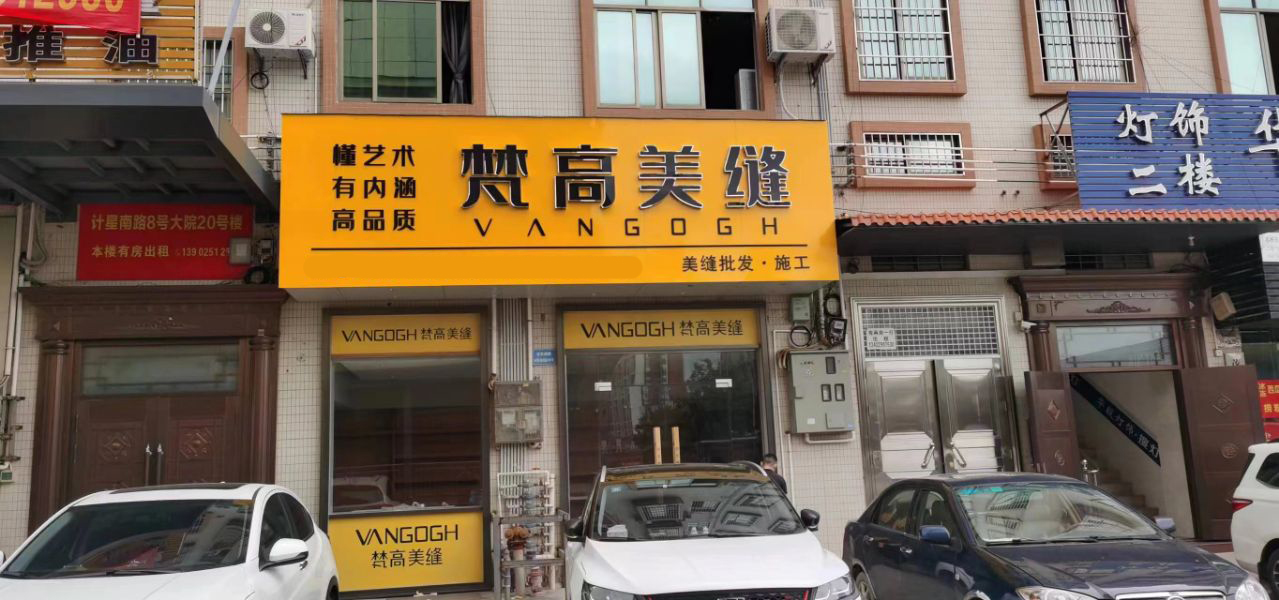 推油
懂艺术
有内涵
高品质
梵高美缝
VANGOGH
美缝批发·施工
灯饰
二楼
计星南路8号大院20号楼
本楼有房出租
VANGOGH 梵高美缝
VANGOGH 梵高美缝
VANGOGH
梵高美缝